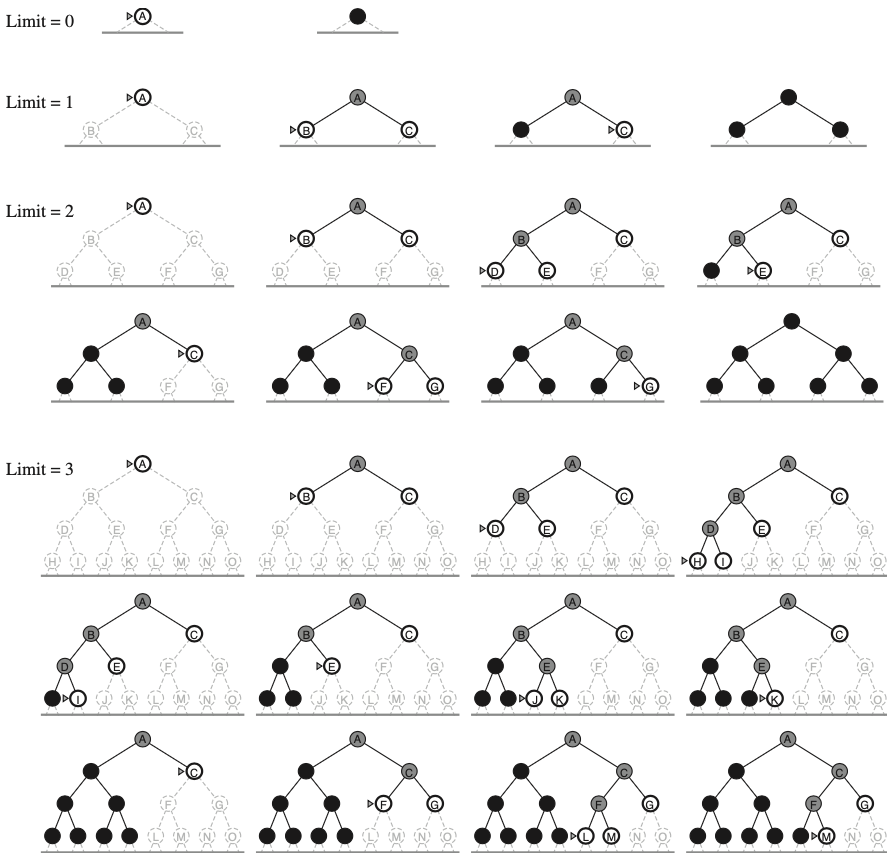 Limit = 0 A
Limit = 1 A A A
B C B C C
Limit = 2 A A A A
B C B C B C B C
D E F G D E F G D E F G E F G
A A A
C C C
F G F G G
Limit = 3 A A A A
B C B C B C B C
D E F G D E F G D E F G D E F G
H I J K L M N O H I J K L M N O H I J K L M N O H I J K L M N O
A A A A
B C B C B C B C
D E F G E F G E F G E F G
I J K L M N O J K L M N O J K L M N O K L M N O
A A A A
C C C C
F G F G F G F G
L M N O L M N O L M N O M N O